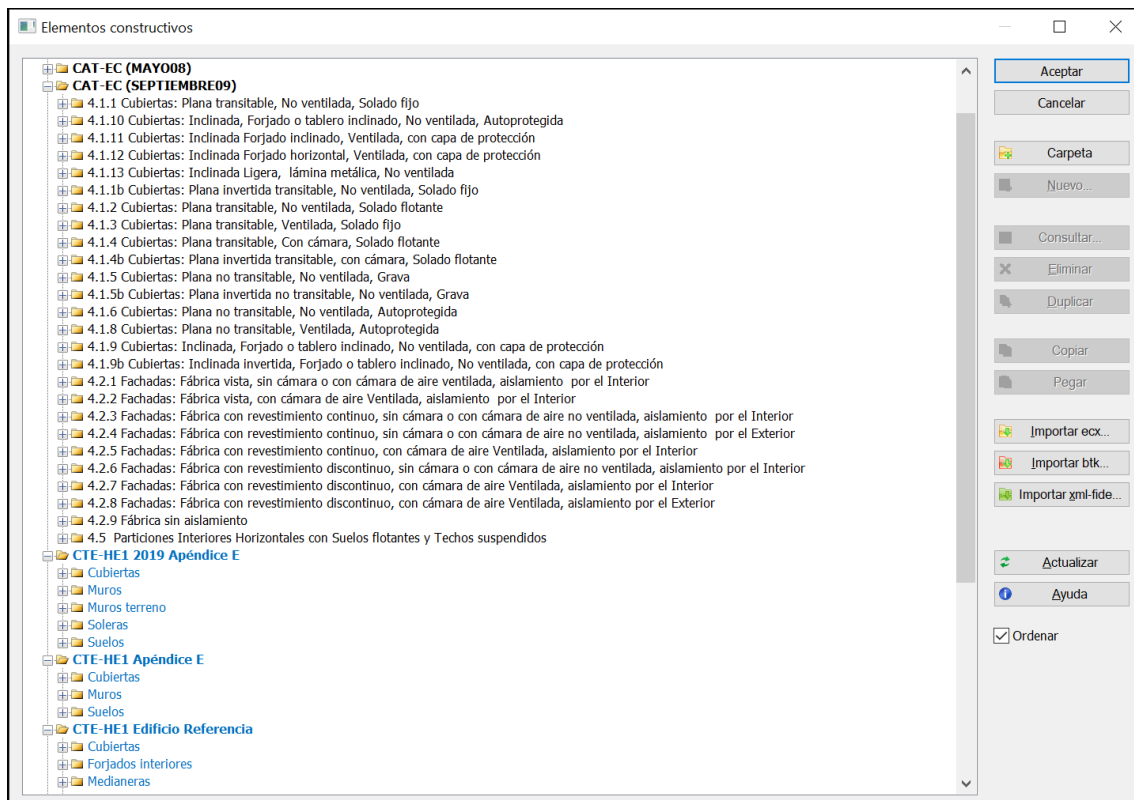 Elementos constructivos
CAT-EC (MAYO08)
CAT-EC (SEPTIEMBRE09)
4.1.1 Cubiertas: Plana transitable, No ventilada, Solado fijo
4.1.10 Cubiertas: Inclinada, Forjado o tablero inclinado, No ventilada, Autoprotegida
4.1.11 Cubiertas: Inclinada Forjado inclinado, Ventilada, con capa de protección
4.1.12 Cubiertas: Inclinada Forjado horizontal, Ventilada, con capa de protección
4.1.13 Cubiertas: Inclinada Ligera, lámina metálica, No ventilada
4.1.1b Cubiertas: Plana invertida transitable, No ventilada, Solado fijo
4.1.2 Cubiertas: Plana transitable, No ventilada, Solado flotante
4.1.3 Cubiertas: Plana transitable, Ventilada, Solado fijo
4.1.4 Cubiertas: Plana transitable, Con cámara, Solado flotante
4.1.4b Cubiertas: Plana invertida transitable, con cámara, Solado flotante
4.1.5 Cubiertas: Plana no transitable, No ventilada, Grava
4.1.5b Cubiertas: Plana invertida no transitable, No ventilada, Grava
4.1.6 Cubiertas: Plana no transitable, No ventilada, Autoprotegida
4.1.8 Cubiertas: Plana no transitable, Ventilada, Autoprotegida
4.1.9 Cubiertas: Inclinada, Forjado o tablero inclinado, No ventilada, con capa de protección
4.1.9b Cubiertas: Inclinada invertida, Forjado o tablero inclinado, No ventilada, con capa de protección
4.2.1 Fachadas: Fábrica vista, sin cámara o con cámara de aire ventilada, aislamiento por el Interior
4.2.2 Fachadas: Fábrica vista, con cámara de aire Ventilada, aislamiento por el Interior
4.2.3 Fachadas: Fábrica con revestimiento continuo, sin cámara o con cámara de aire no ventilada, aislamiento por el Interior
4.2.4 Fachadas: Fábrica con revestimiento continuo, sin cámara o con cámara de aire no ventilada, aislamiento por el Exterior
4.2.5 Fachadas: Fábrica con revestimiento continuo, con cámara de aire Ventilada, aislamiento por el Interior
4.2.6 Fachadas: Fábrica con revestimiento discontinuo, sin cámara o con cámara de aire no ventilada, aislamiento por el Interior
4.2.7 Fachadas: Fábrica con revestimiento discontinuo, con cámara de aire Ventilada, aislamiento por el Interior
4.2.8 Fachadas: Fábrica con revestimiento discontinuo, con cámara de aire Ventilada, aislamiento por el Exterior
4.2.9 Fábrica sin aislamiento
4.5 Particiones Interiores Horizontales con Suelos flotantes y Techos suspendidos
CTE-HE1 2019 Apéndice E
Cubiertas
Muros
Muros terreno
Soleras
Suelos
CTE-HE1 Apéndice E
Cubiertas
Muros
Suelos
CTE-HE1 Edificio Referencia
Cubiertas
Forjados interiores
Medianeras
Aceptar
Cancelar
Carpeta
Nuevo...
Consultar...
Eliminar
Duplicar
Copiar
Pegar
Importar ecx...
Importar btk...
Importar xml-fide...
Actualizar
Ayuda
Ordenar